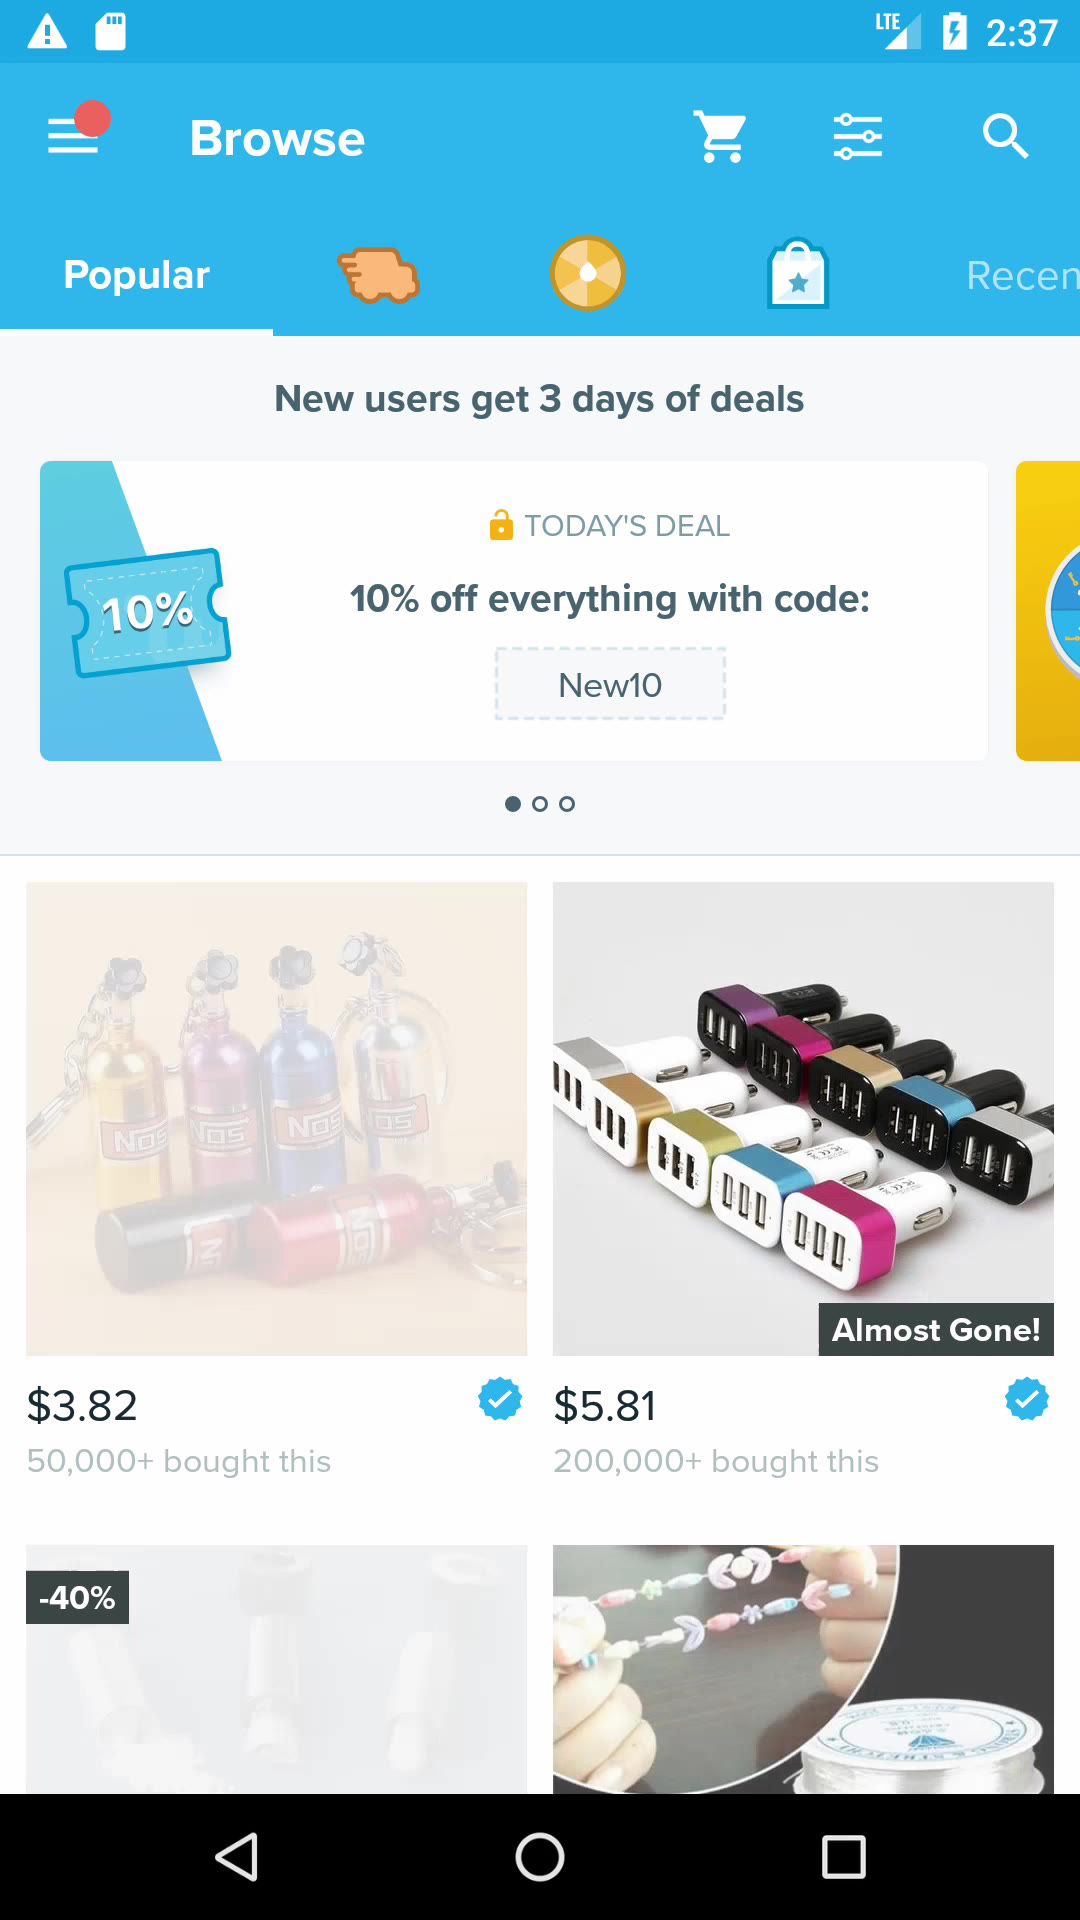 LTE 2:37
Browse
Popular
Recen
New users get 3 days of deals
TODAY'S DEAL
10% off everything with code:
10%
New10
NOS NOS NOS NOS
NOS NOS
Almost Gone!
$3.82
$5.81
50,000+ bought this
200,000+ bought this
-40%